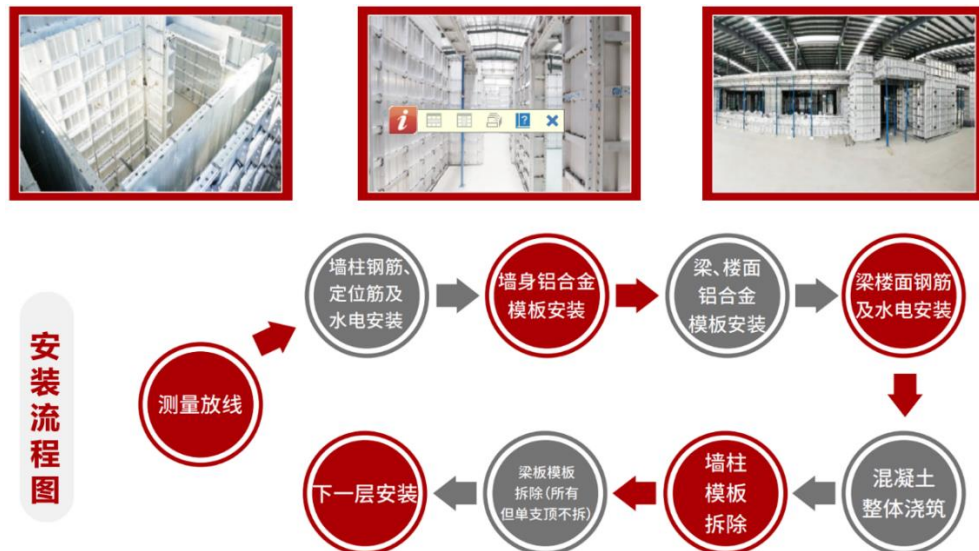 安装流程图
测量放线
墙柱钢筋、
定位筋及
水电安装
墙身铝合金
模板安装
梁、楼面
铝合金
模板安装
梁楼面钢筋
及水电安装
混凝土
整体浇筑
墙柱
模板
拆除
梁板模板
拆除(所有
但单支顶不拆)
下一层安装